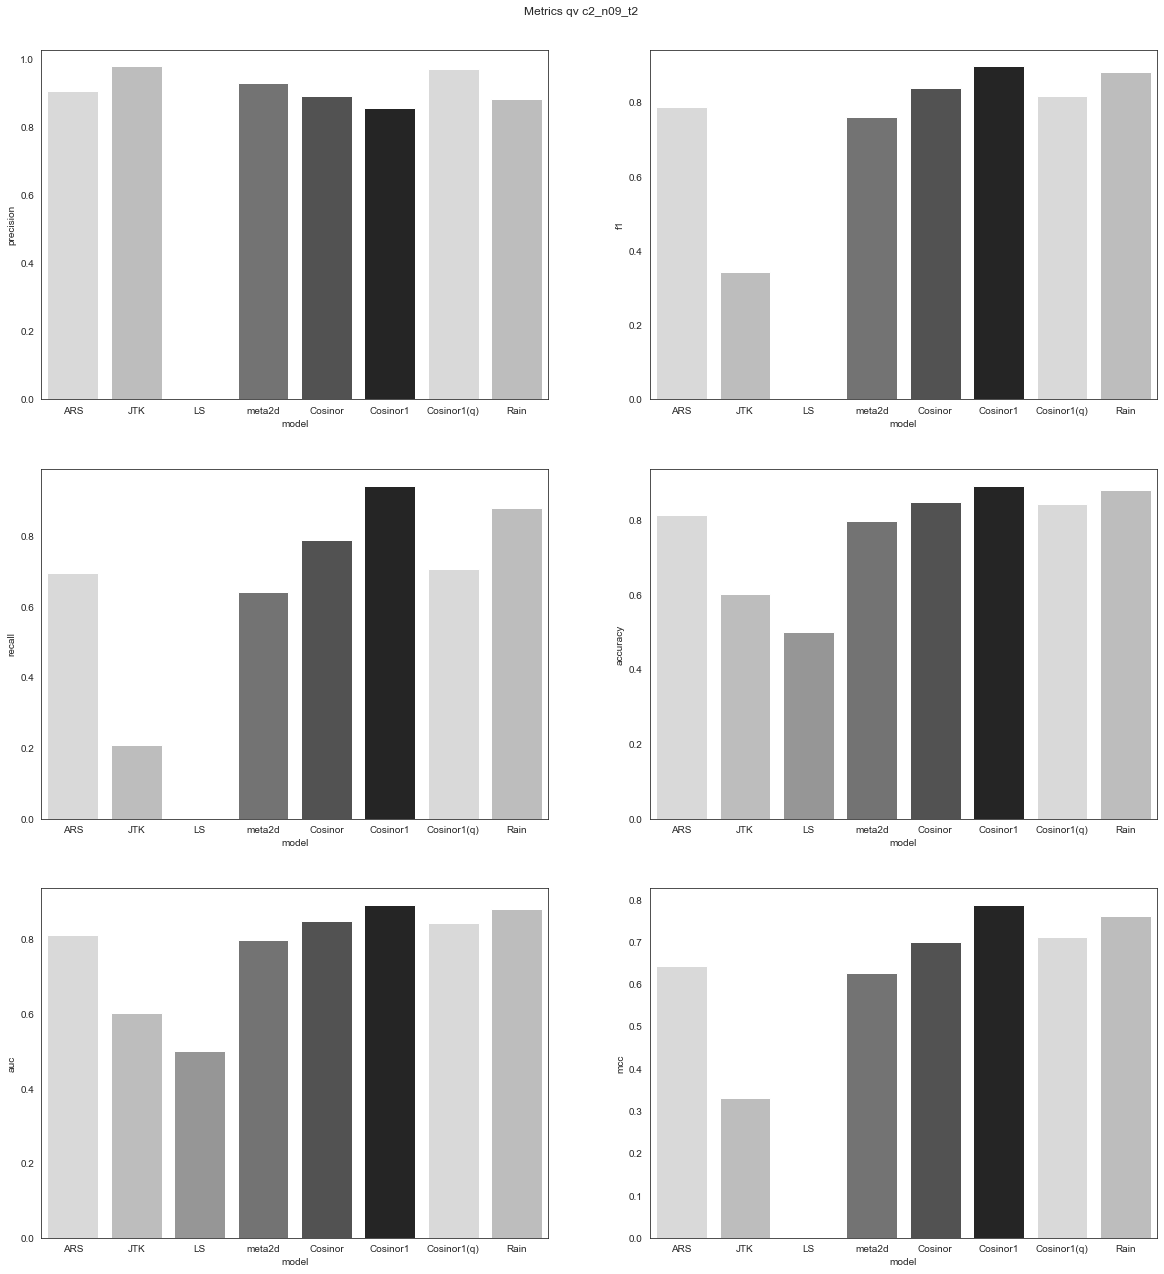 Metrics qv c2_n09_t2
1.0
0.8
0.6
0.4
0.2
0.0
precision
ARS JTK LS meta2d Cosinor Cosinor1 Cosinor1(q) Rain
model
0.8
0.6
0.4
0.2
0.0
f1
ARS JTK LS meta2d Cosinor Cosinor1 Cosinor1(q) Rain
model
0.8
0.6
0.4
0.2
0.0
recall
ARS JTK LS meta2d Cosinor Cosinor1 Cosinor1(q) Rain
model
0.8
0.6
0.4
0.2
0.0
accuracy
ARS JTK LS meta2d Cosinor Cosinor1 Cosinor1(q) Rain
model
0.8
0.6
0.4
0.2
0.0
auc
ARS JTK LS meta2d Cosinor Cosinor1 Cosinor1(q) Rain
model
0.8
0.7
0.6
0.5
0.4
0.3
0.2
0.1
0.0
mcc
ARS JTK LS meta2d Cosinor Cosinor1 Cosinor1(q) Rain
model